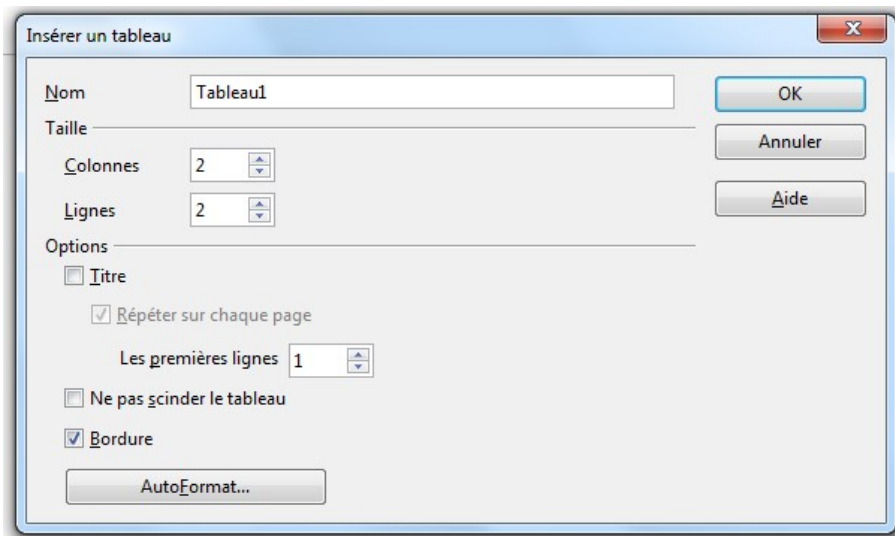 Insérer un tableau
Nom Tableau1 OK
Taille
Annuler
Colonnes 2
Lignes 2 Aide
Options
Titre
Répéter sur chaque page
Les premières lignes 1
Ne pas scinder le tableau
Bordure
AutoFormat...